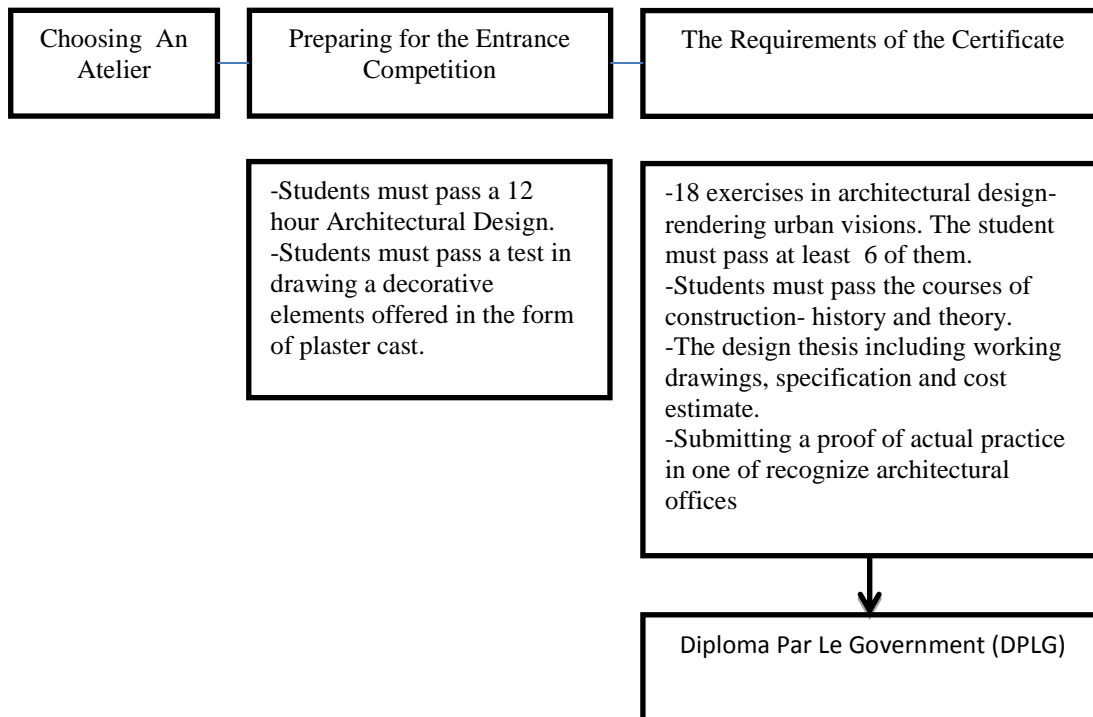 Choosing An
Atelier
Preparing for the Entrance
Competition
The Requirements of the Certificate
-Students must pass a 12
hour Architectural Design.
-Students must pass a test in
drawing a decorative
elements offered in the form
of plaster cast.
-18 exercises in architectural design-
rendering urban visions. The student
must pass at least 6 of them.
-Students must pass the courses of
construction- history and theory.
-The design thesis including working
drawings, specification and cost
estimate.
-Submitting a proof of actual practice
in one of recognize architectural
offices
Diploma Par Le Government (DPLG)